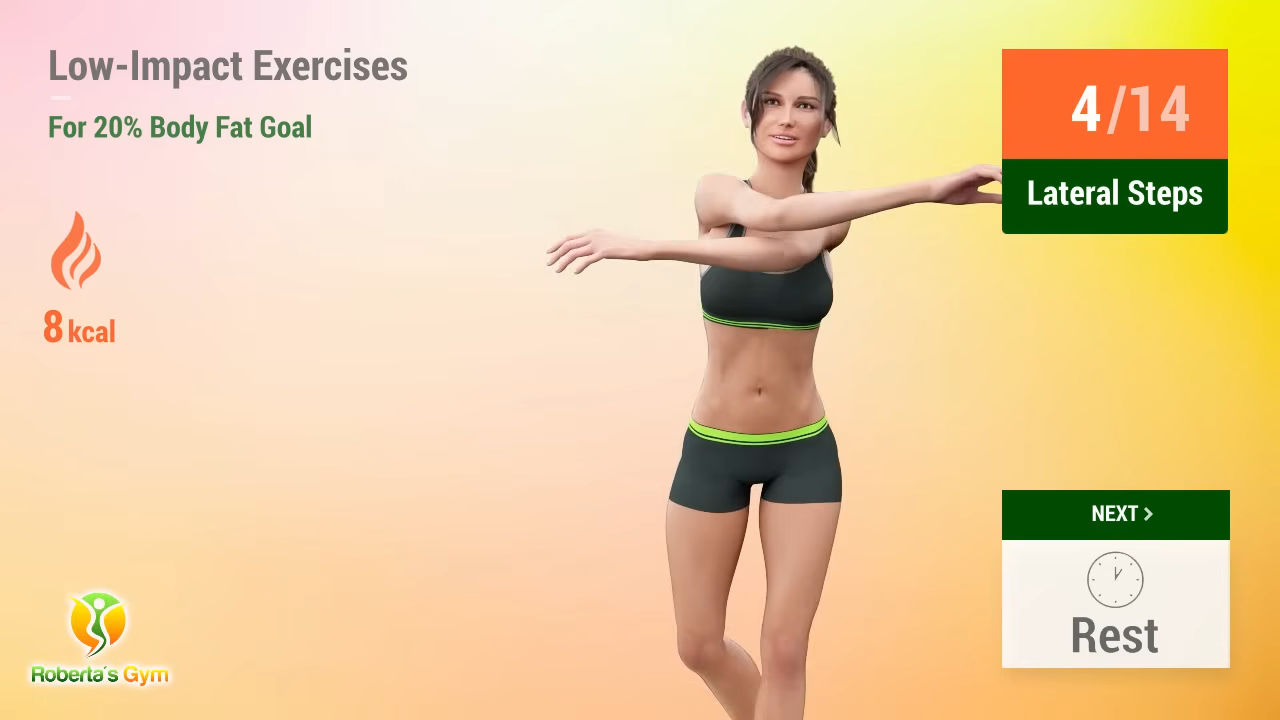 Low-Impact Exercises
For 20% Body Fat Goal
4/14
Lateral Steps
8 kcal
NEXT >
Rest
Roberta´s Gym